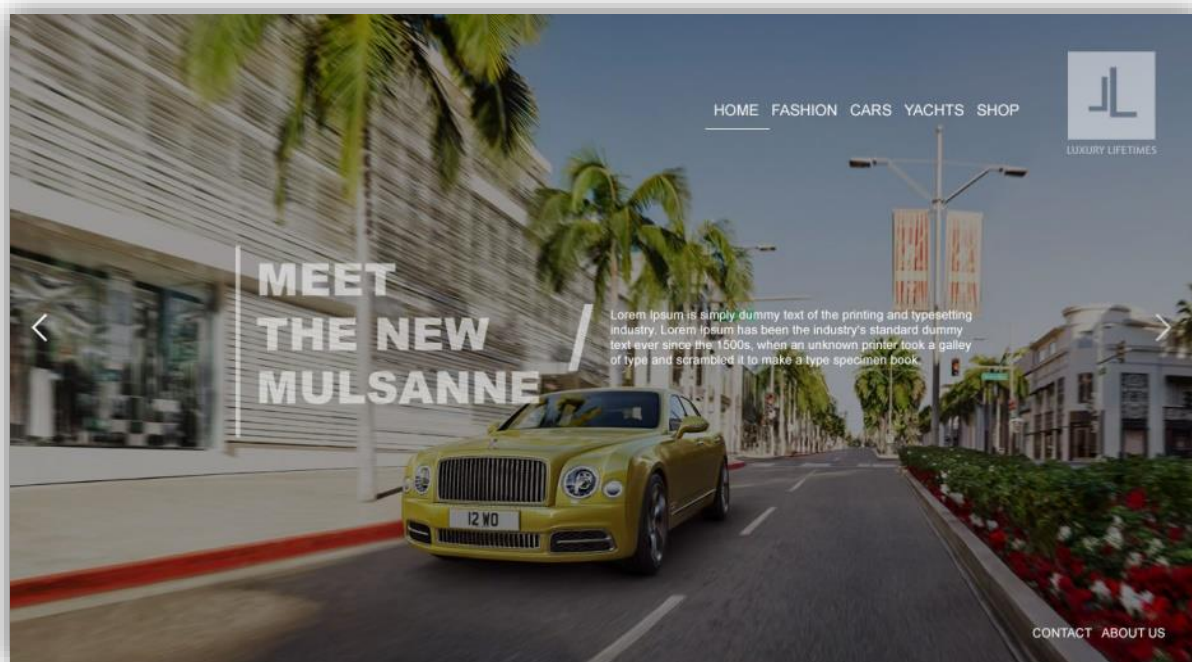 HOME FASHION CARS YACHTS SHOP
LUXURY LIFETIMES
MEET
THE NEW
MULSANNE
/
Lorem Ipsum is simply dummy text of the printing and typesetting
industry. Lorem Ipsum has been the industry's standard dummy
text ever since the 1500s, when an unknown printer took a galley
of type and scrambled it to make a type specimen book.
12 WO
CONTACT ABOUT US